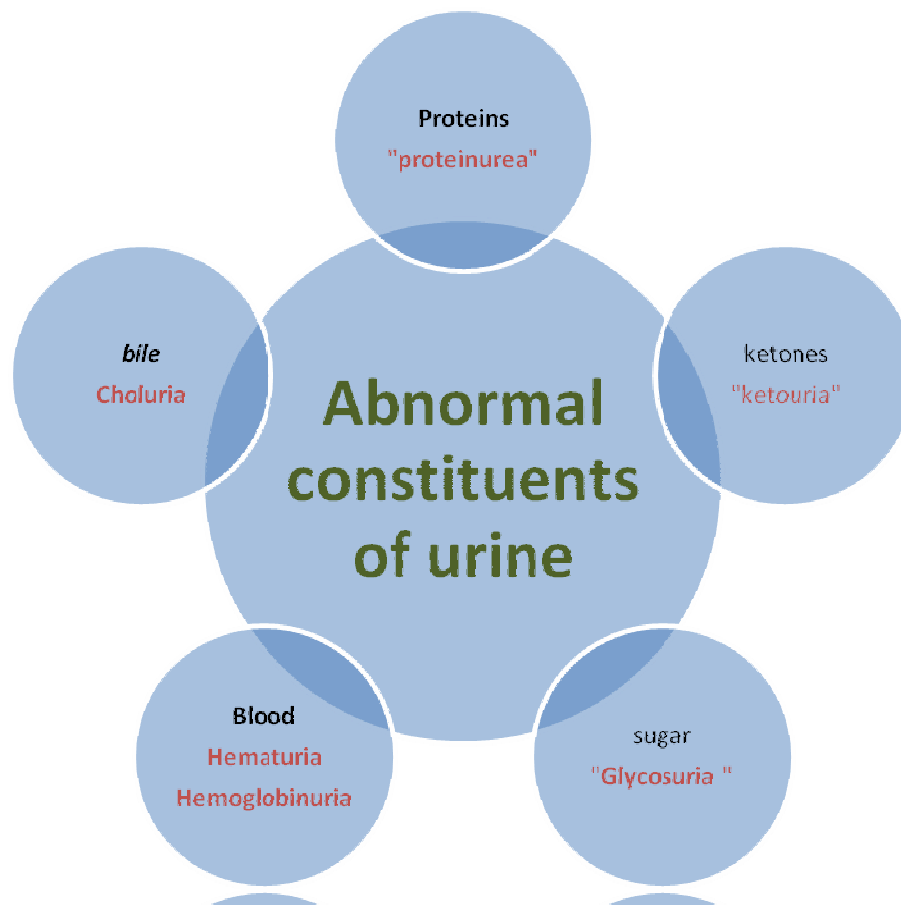 Proteins
"proteinurea"
bile
Choluria
ketones
"ketouria"
Abnormal
constituents
of urine
Blood
Hematuria
Hemoglobinuria
sugar
"Glycosuria "